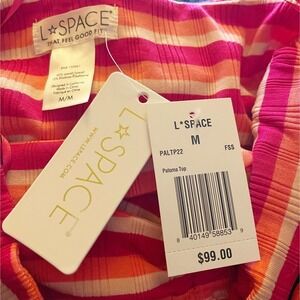 L☆SPACE
THAT FEEL GOOD FIT
M/M
L☆SPACE
WWW.LSPACE.COM
L*SPACE
M
PALTP22 FSS
Paloma Top
8 40149 58853 9
$99.00